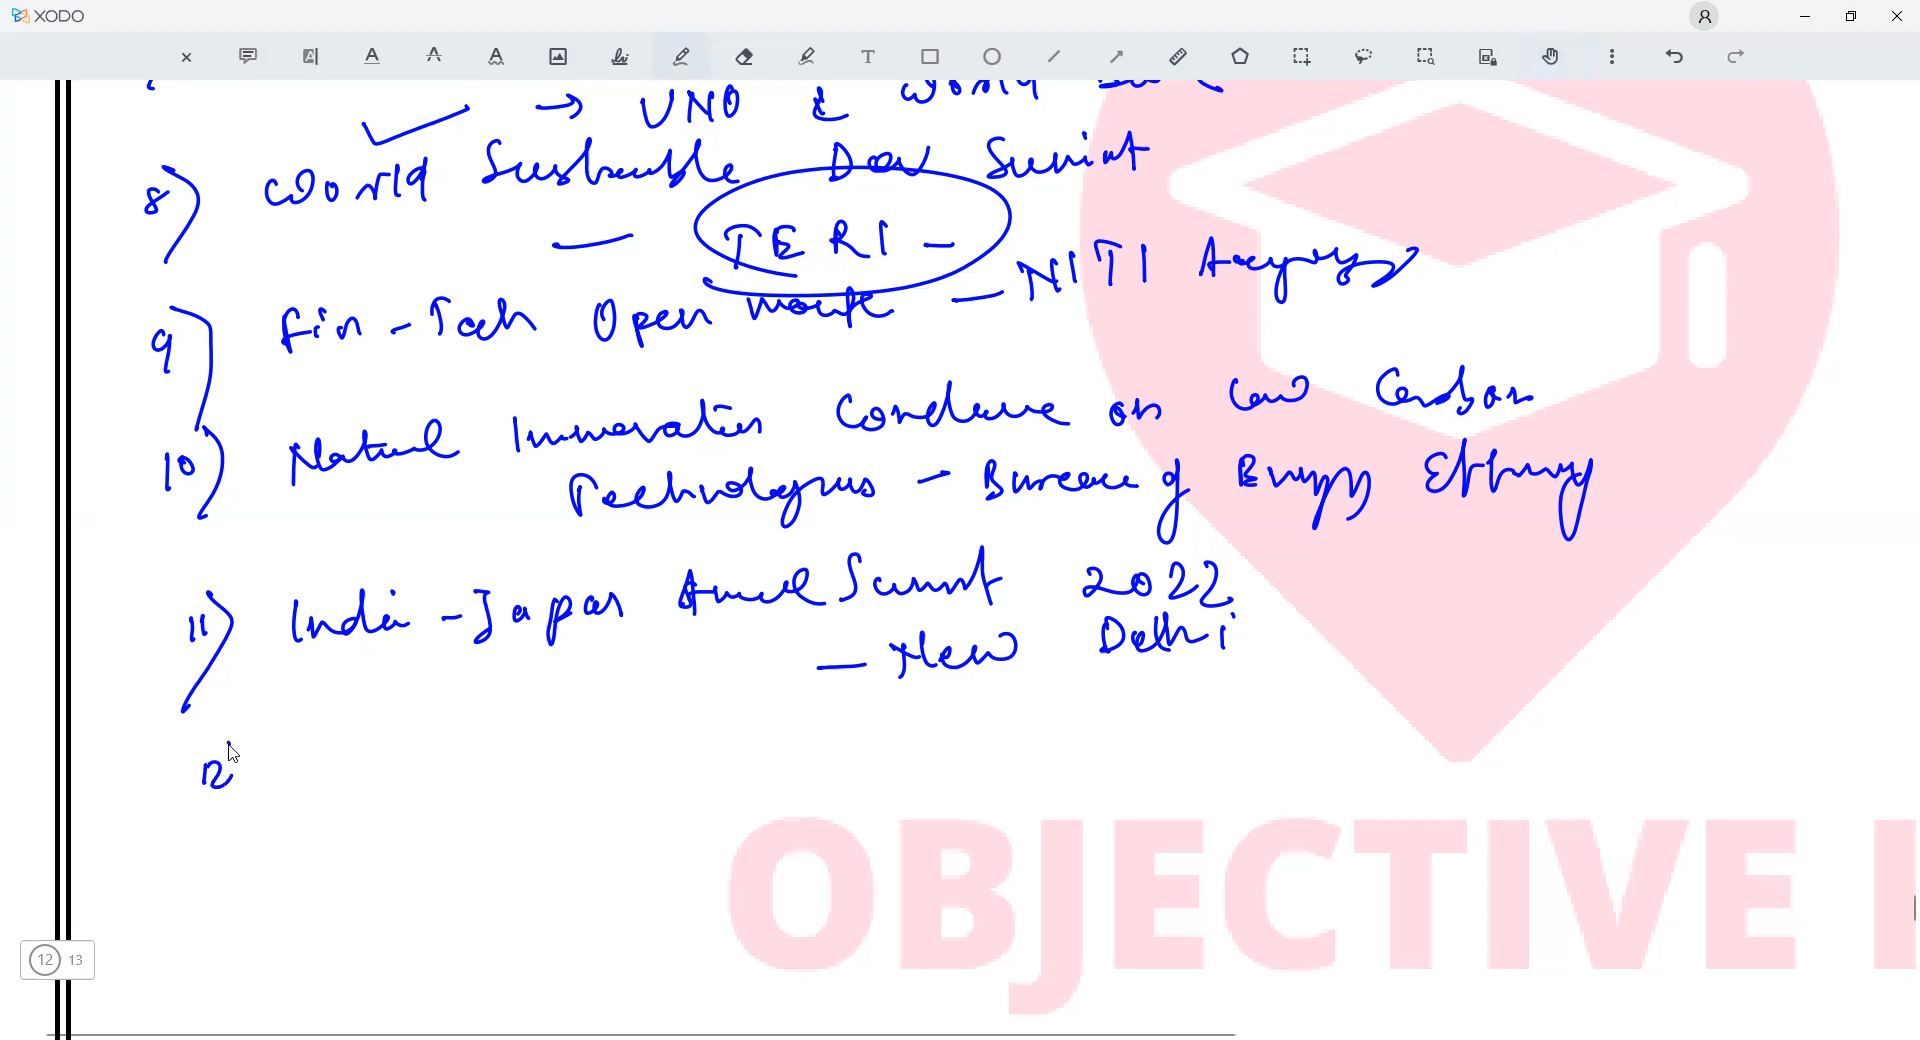 XODO
→ UNO & World
8) World Sustainable Dev Summit
— TERI –
9) Fin-Tech Open month — NITI Aayog
10) National Innovation Conclave on Low Carbon
Technologies – Bureau of Energy Efficiency
11) India-Japan Annual Summit 2022
— New Delhi
12
OBJECTIVE
12 13